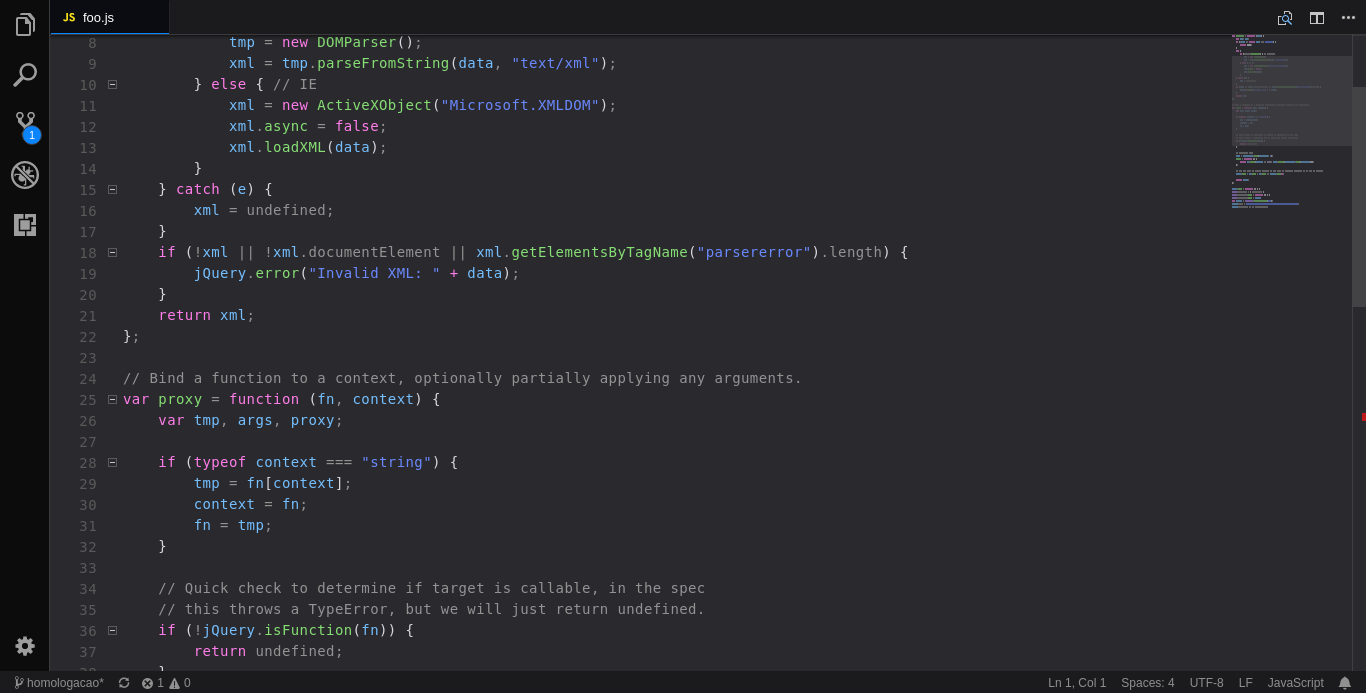 JS foo.js
8             tmp = new DOMParser();
9             xml = tmp.parseFromString(data, "text/xml");
10         } else { // IE
11             xml = new ActiveXObject("Microsoft.XMLDOM");
12             xml.async = false;
13             xml.loadXML(data);
14         }
15     } catch (e) {
16         xml = undefined;
17     }
18     if (!xml || !xml.documentElement || xml.getElementsByTagName("parsererror").length) {
19         jQuery.error("Invalid XML: " + data);
20     }
21     return xml;
22 };
23
24 // Bind a function to a context, optionally partially applying any arguments.
25 var proxy = function (fn, context) {
26     var tmp, args, proxy;
27
28     if (typeof context === "string") {
29         tmp = fn[context];
30         context = fn;
31         fn = tmp;
32     }
33
34     // Quick check to determine if target is callable, in the spec
35     // this throws a TypeError, but we will just return undefined.
36     if (!jQuery.isFunction(fn)) {
37         return undefined;
38     }
1
homologacao* 1 0 Ln 1, Col 1 Spaces: 4 UTF-8 LF JavaScript